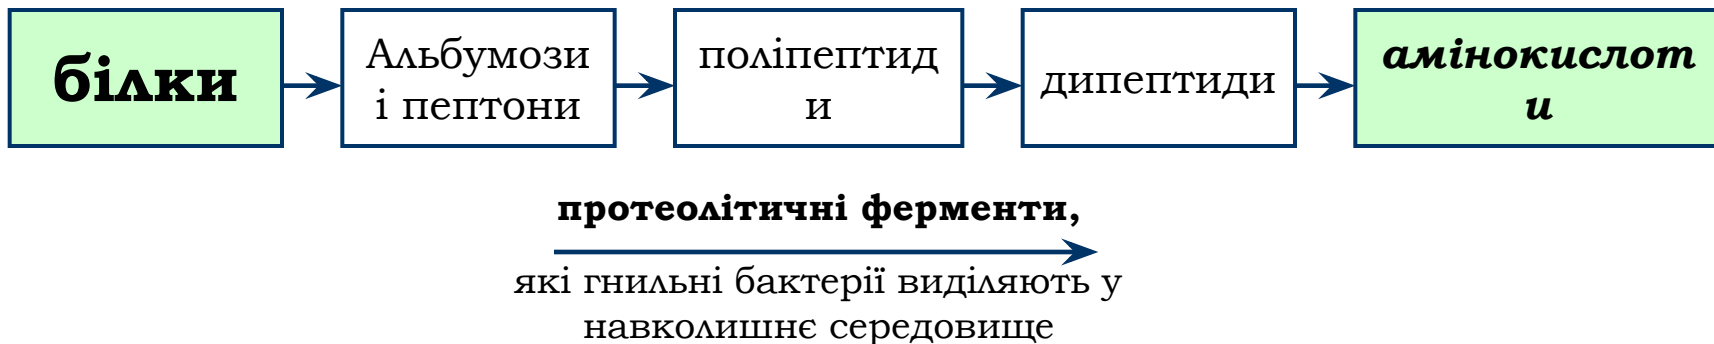 білки
Альбумози
і пептони
поліпептид
и
дипептиди
амінокислот
и
протеолітичні ферменти,
які гнильні бактерії виділяють у
навколишнє середовище